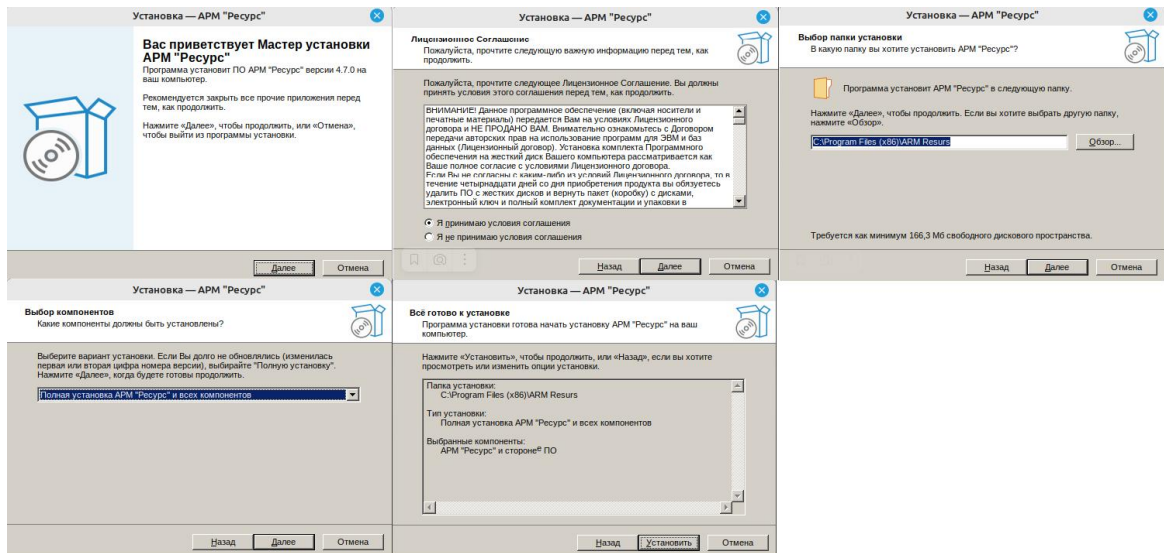 Установка — АРМ "Ресурс"
Вас приветствует Мастер установки
АРМ "Ресурс"
Программа установит ПО АРМ "Ресурс" версии 4.7.0 на
ваш компьютер.
Рекомендуется закрыть все прочие приложения перед
тем, как продолжить.
Нажмите «Далее», чтобы продолжить, или «Отмена»,
чтобы выйти из программы установки.
Далее
Отмена
Установка — АРМ "Ресурс"
Лицензионное Соглашение
Пожалуйста, прочтите следующую важную информацию перед тем, как
продолжить.
Пожалуйста, прочтите следующее Лицензионное Соглашение. Вы должны
принять условия этого соглашения перед тем, как продолжить.
ВНИМАНИЕ! Данное программное обеспечение (включая носители и
печатные материалы) передается Вам на условиях Лицензионного
договора и НЕ ПРОДАНО ВАМ. Внимательно ознакомьтесь с Договором
передачи авторских прав на использование программ для ЭВМ и баз
данных (Лицензионный договор). Установка комплекта Программного
обеспечения на жесткий диск Вашего компьютера рассматривается как
Ваше полное согласие с условиями Лицензионного договора.
Если Вы не согласны с каким-либо из условий Лицензионного договора, то в
течение четырнадцати дней со дня приобретения продукта вы обязуетесь
удалить ПО с жестких дисков и вернуть пакет (коробку) с дисками,
электронный ключ и полный комплект документации и упаковки в
Я принимаю условия соглашения
Я не принимаю условия соглашения
Назад
Далее
Отмена
Установка — АРМ "Ресурс"
Выбор папки установки
В какую папку вы хотите установить АРМ "Ресурс"?
Программа установит АРМ "Ресурс" в следующую папку.
Нажмите «Далее», чтобы продолжить. Если вы хотите выбрать другую папку,
нажмите «Обзор».
C:\Program Files (x86)\ARM Resurs
Обзор...
Требуется как минимум 166,3 Мб свободного дискового пространства.
Назад
Далее
Отмена
Установка — АРМ "Ресурс"
Выбор компонентов
Какие компоненты должны быть установлены?
Выберите вариант установки. Если Вы долго не обновлялись (изменилась
первая или вторая цифра номера версии), выбирайте "Полную установку".
Нажмите «Далее», когда будете готовы продолжить.
Полная установка АРМ "Ресурс" и всех компонентов
Назад
Далее
Отмена
Установка — АРМ "Ресурс"
Всё готово к установке
Программа установки готова начать установку АРМ "Ресурс" на ваш
компьютер.
Нажмите «Установить», чтобы продолжить, или «Назад», если вы хотите
просмотреть или изменить опции установки.
Папка установки:
C:\Program Files (x86)\ARM Resurs
Тип установки:
Полная установка АРМ "Ресурс" и всех компонентов
Выбранные компоненты:
АРМ "Ресурс" и стороне ПО
Назад
Установить
Отмена